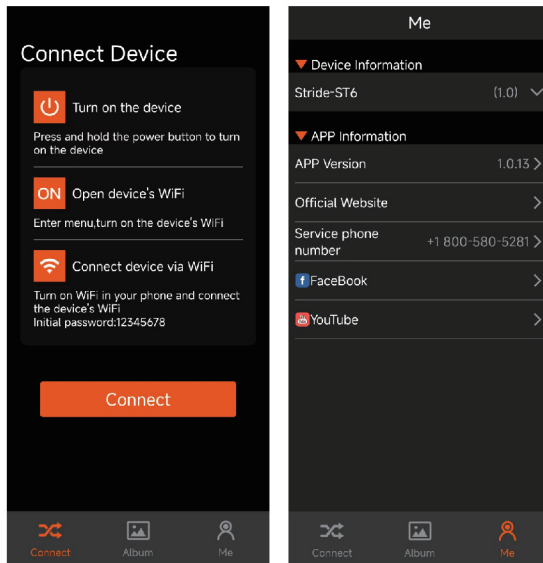 Connect Device
Turn on the device
Press and hold the power button to turn
on the device
ON Open device's WiFi
Enter menu,turn on the device's WiFi
Connect device via WiFi
Turn on WiFi in your phone and connect
the device's WiFi
Initial password:12345678
Connect
Connect Album Me
Me
Device Information
Stride-ST6 (1.0)
APP Information
APP Version 1.0.13
Official Website
Service phone
number +1 800-580-5281
f FaceBook
YouTube
Connect Album Me